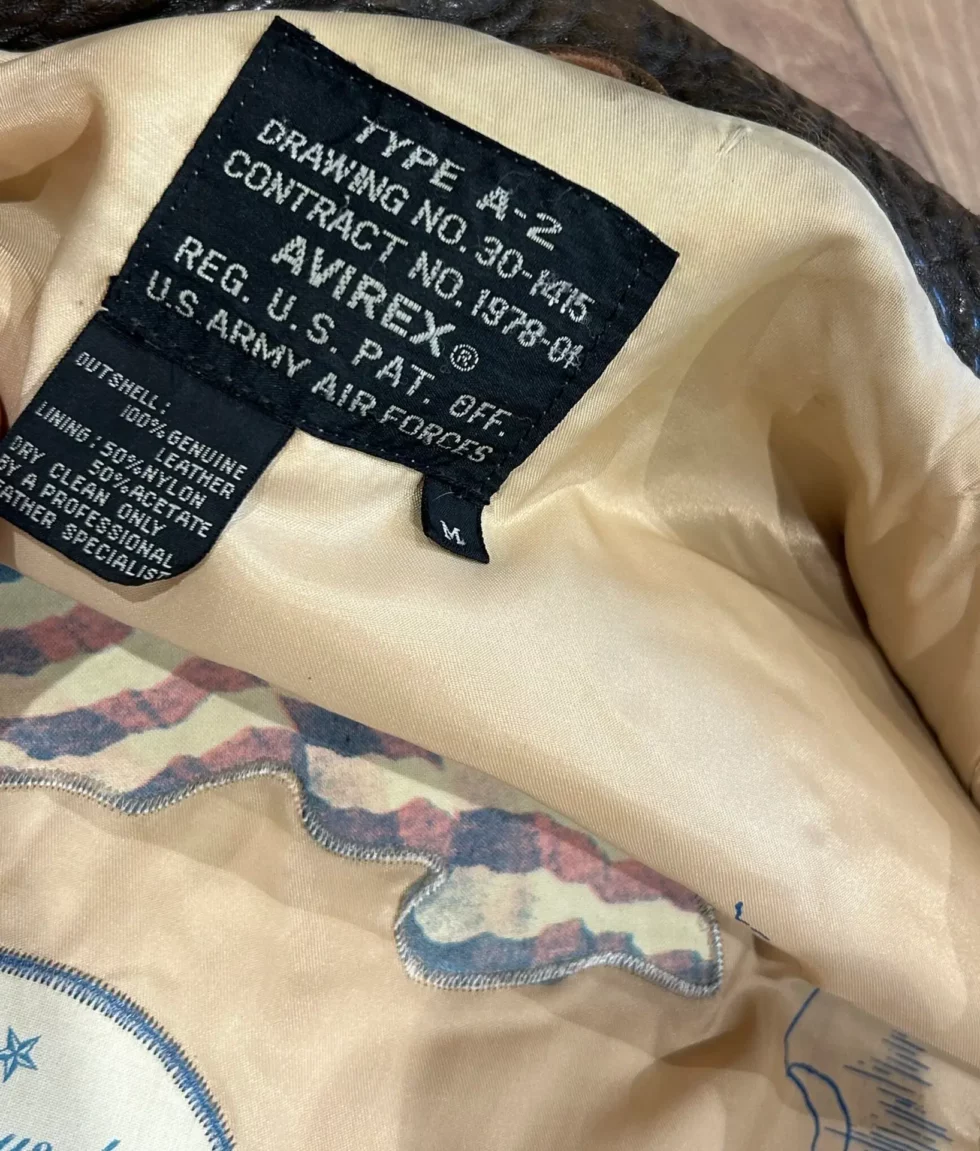 TYPE A-2
DRAWING NO. 30-1415
CONTRACT NO. 1978-01
AVIREX®
REG. U.S. PAT. OFF.
U.S. ARMY AIR FORCES
M
OUTSHELL:
100% GENUINE
LEATHER
LINING: 50% NYLON
50% ACETATE
DRY CLEAN ONLY
BY A PROFESSIONAL
LEATHER SPECIALIST